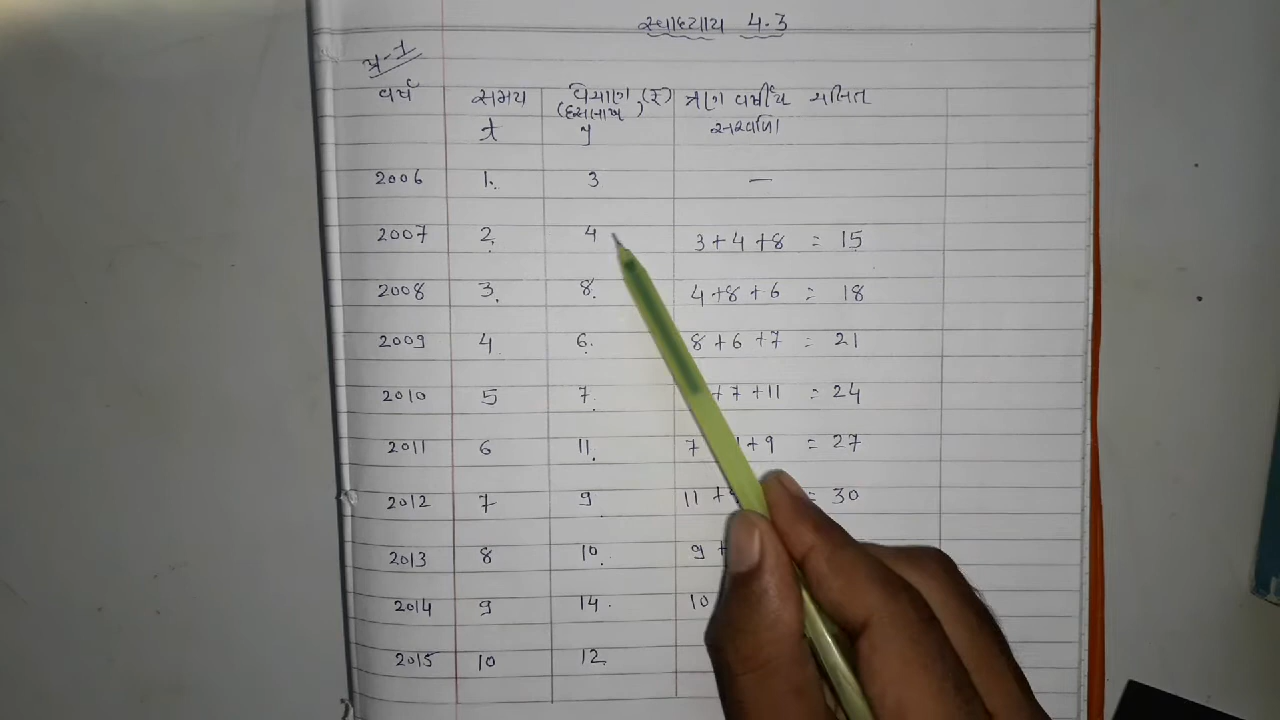 સ્વાધ્યાય 4.3
પ્ર-1
વર્ષ સમય વેચાણ (₹) ત્રણ વર્ષીય ચલિત
t (દસલાખ) y સરવાળા
2006 1. 3 —
2007 2. 4 3 + 4 + 8 = 15
2008 3. 8. 4 + 8 + 6 = 18
2009 4. 6. 8 + 6 + 7 = 21
2010 5 7. + 7 + 11 = 24
2011 6 11. 7 + 9 = 27
2012 7 9. 11 + = 30
2013 8 10. 9 +
2014 9 14. 10
2015 10 12